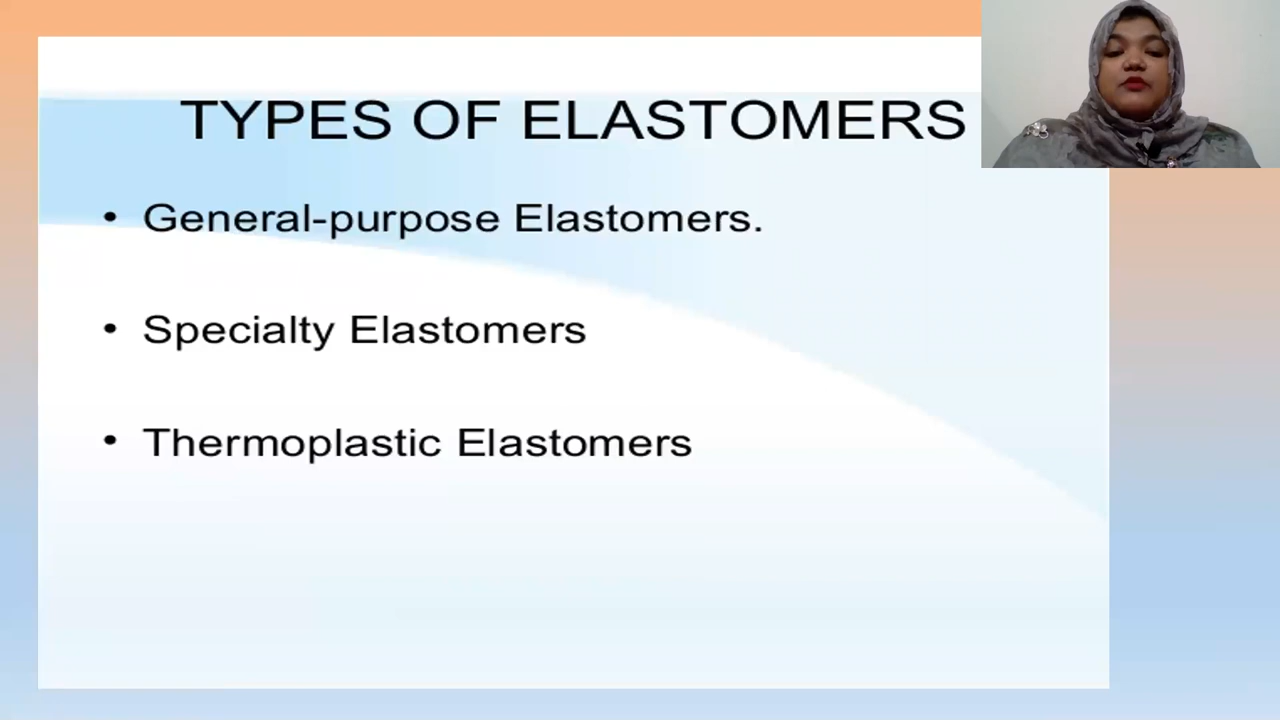 TYPES OF ELASTOMERS
• General-purpose Elastomers.
• Specialty Elastomers
• Thermoplastic Elastomers